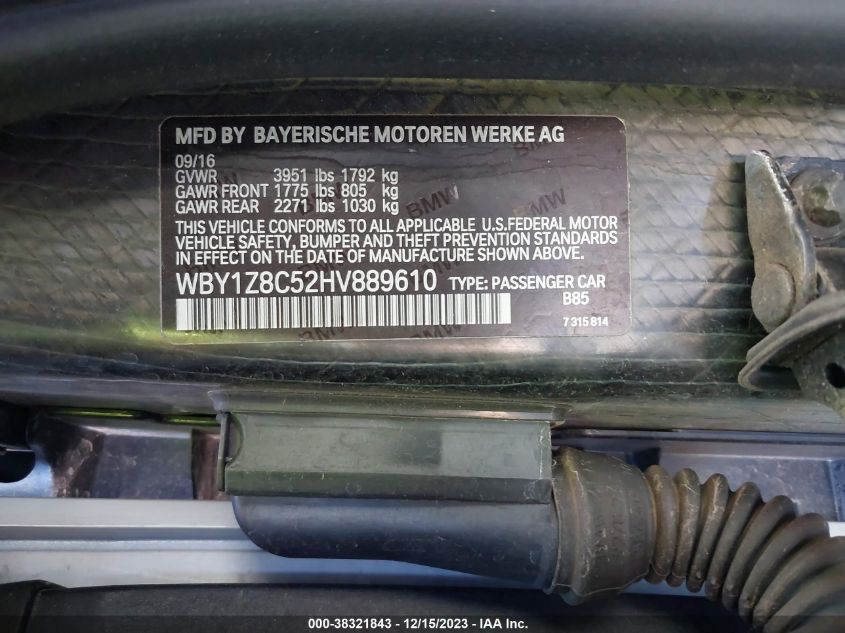 MFD BY BAYERISCHE MOTOREN WERKE AG
09/16
GVWR 3951 lbs 1792 kg
GAWR FRONT 1775 lbs 805 kg
GAWR REAR 2271 lbs 1030 kg
THIS VEHICLE CONFORMS TO ALL APPLICABLE U.S.FEDERAL MOTOR
VEHICLE SAFETY, BUMPER AND THEFT PREVENTION STANDARDS
IN EFFECT ON THE DATE OF MANUFACTURE SHOWN ABOVE.
WBY1Z8C52HV889610 TYPE: PASSENGER CAR
B85
7 315 814
BMW
BMW
000-38321843 - 12/15/2023 - IAA Inc.